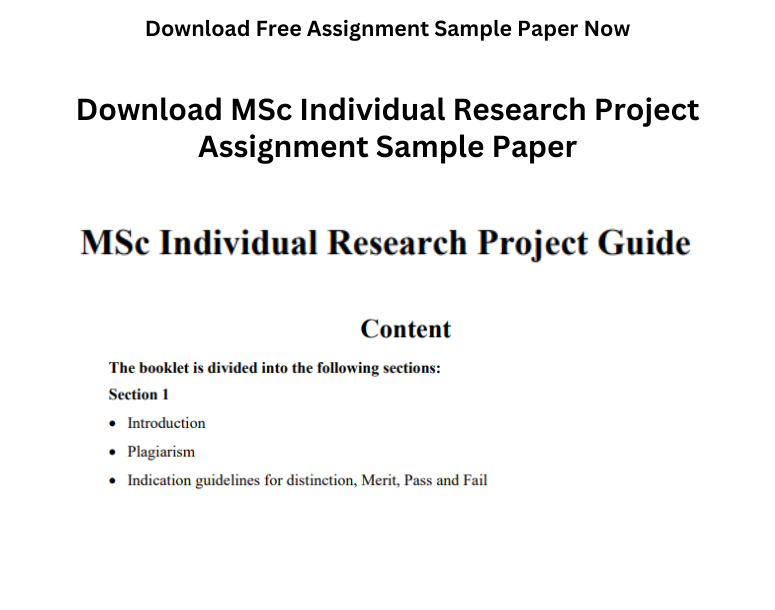 Download Free Assignment Sample Paper Now
Download MSc Individual Research Project
Assignment Sample Paper
MSc Individual Research Project Guide
Content
The booklet is divided into the following sections:
Section 1
• Introduction
• Plagiarism
• Indication guidelines for distinction, Merit, Pass and Fail